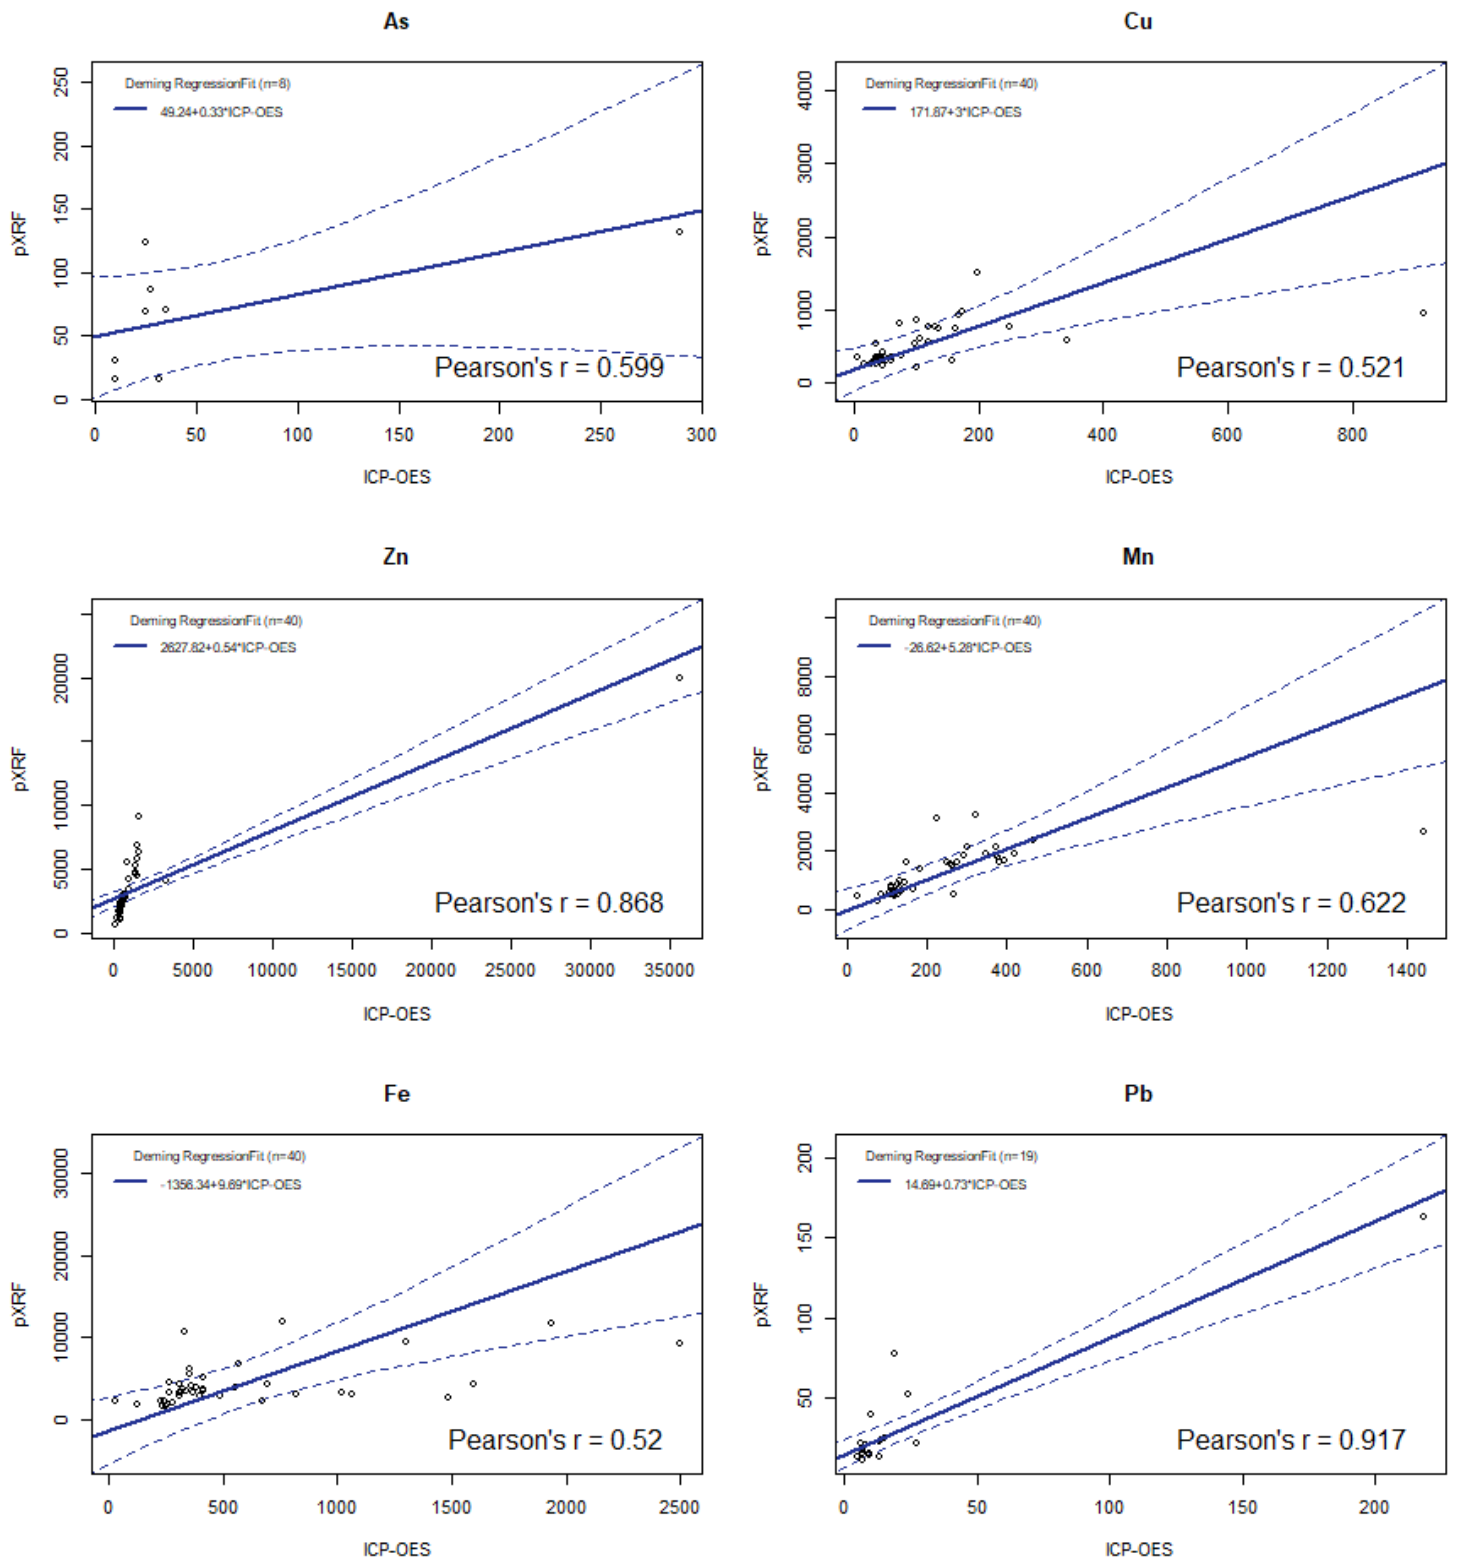 As
Deming RegressionFit (n=8)
49.24+0.33*ICP-OES
pXRF
250
200
150
100
50
0
Pearson's r = 0.599
0 50 100 150 200 250 300
ICP-OES
Cu
Deming RegressionFit (n=40)
171.87+3*ICP-OES
pXRF
4000
3000
2000
1000
0
Pearson's r = 0.521
0 200 400 600 800
ICP-OES
Zn
Deming RegressionFit (n=40)
2627.82+0.54*ICP-OES
pXRF
20000
10000
5000
0
Pearson's r = 0.868
0 5000 10000 15000 20000 25000 30000 35000
ICP-OES
Mn
Deming RegressionFit (n=40)
-26.62+5.28*ICP-OES
pXRF
8000
6000
4000
2000
0
Pearson's r = 0.622
0 200 400 600 800 1000 1200 1400
ICP-OES
Fe
Deming RegressionFit (n=40)
-1356.34+9.69*ICP-OES
pXRF
30000
20000
10000
0
Pearson's r = 0.52
0 500 1000 1500 2000 2500
ICP-OES
Pb
Deming RegressionFit (n=19)
14.69+0.73*ICP-OES
pXRF
200
150
100
50
Pearson's r = 0.917
0 50 100 150 200
ICP-OES